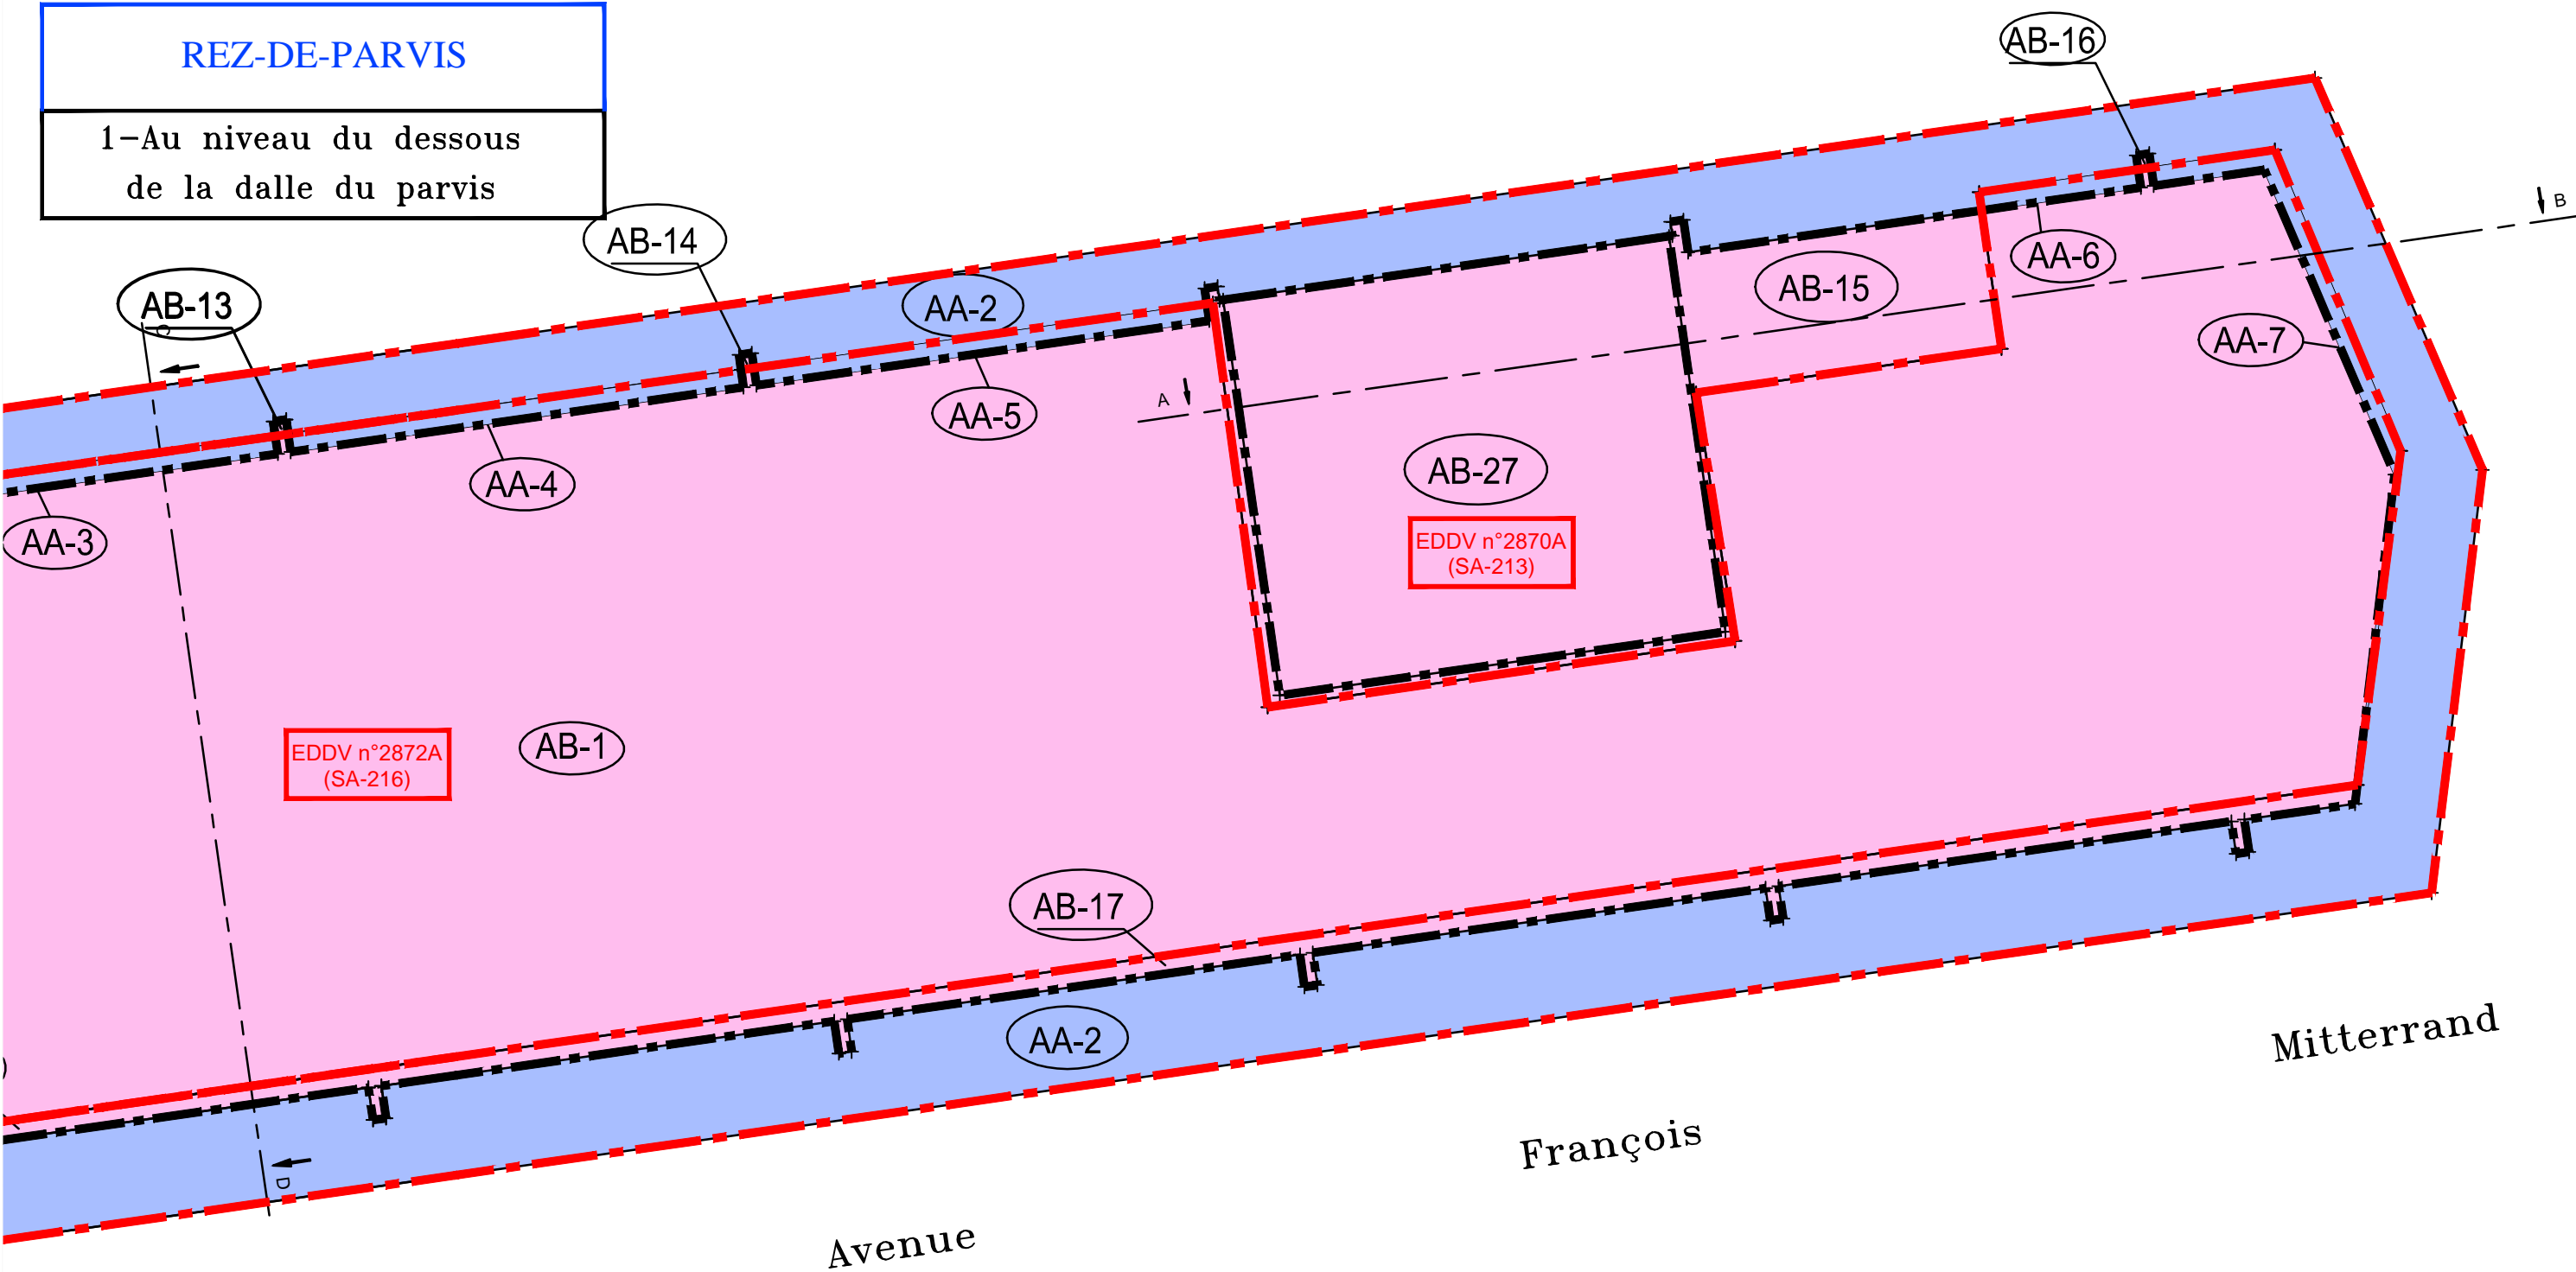 REZ-DE-PARVIS
1-Au niveau du dessous
de la dalle du parvis
AB-16
B
AB-14
AA-6
AB-13
C
AA-2
AB-15
AA-7
A
AA-5
AB-27
AA-4
AA-3
EDDV n°2870A
(SA-213)
AB-1
EDDV n°2872A
(SA-216)
AB-17
AA-2
D
Avenue François Mitterrand